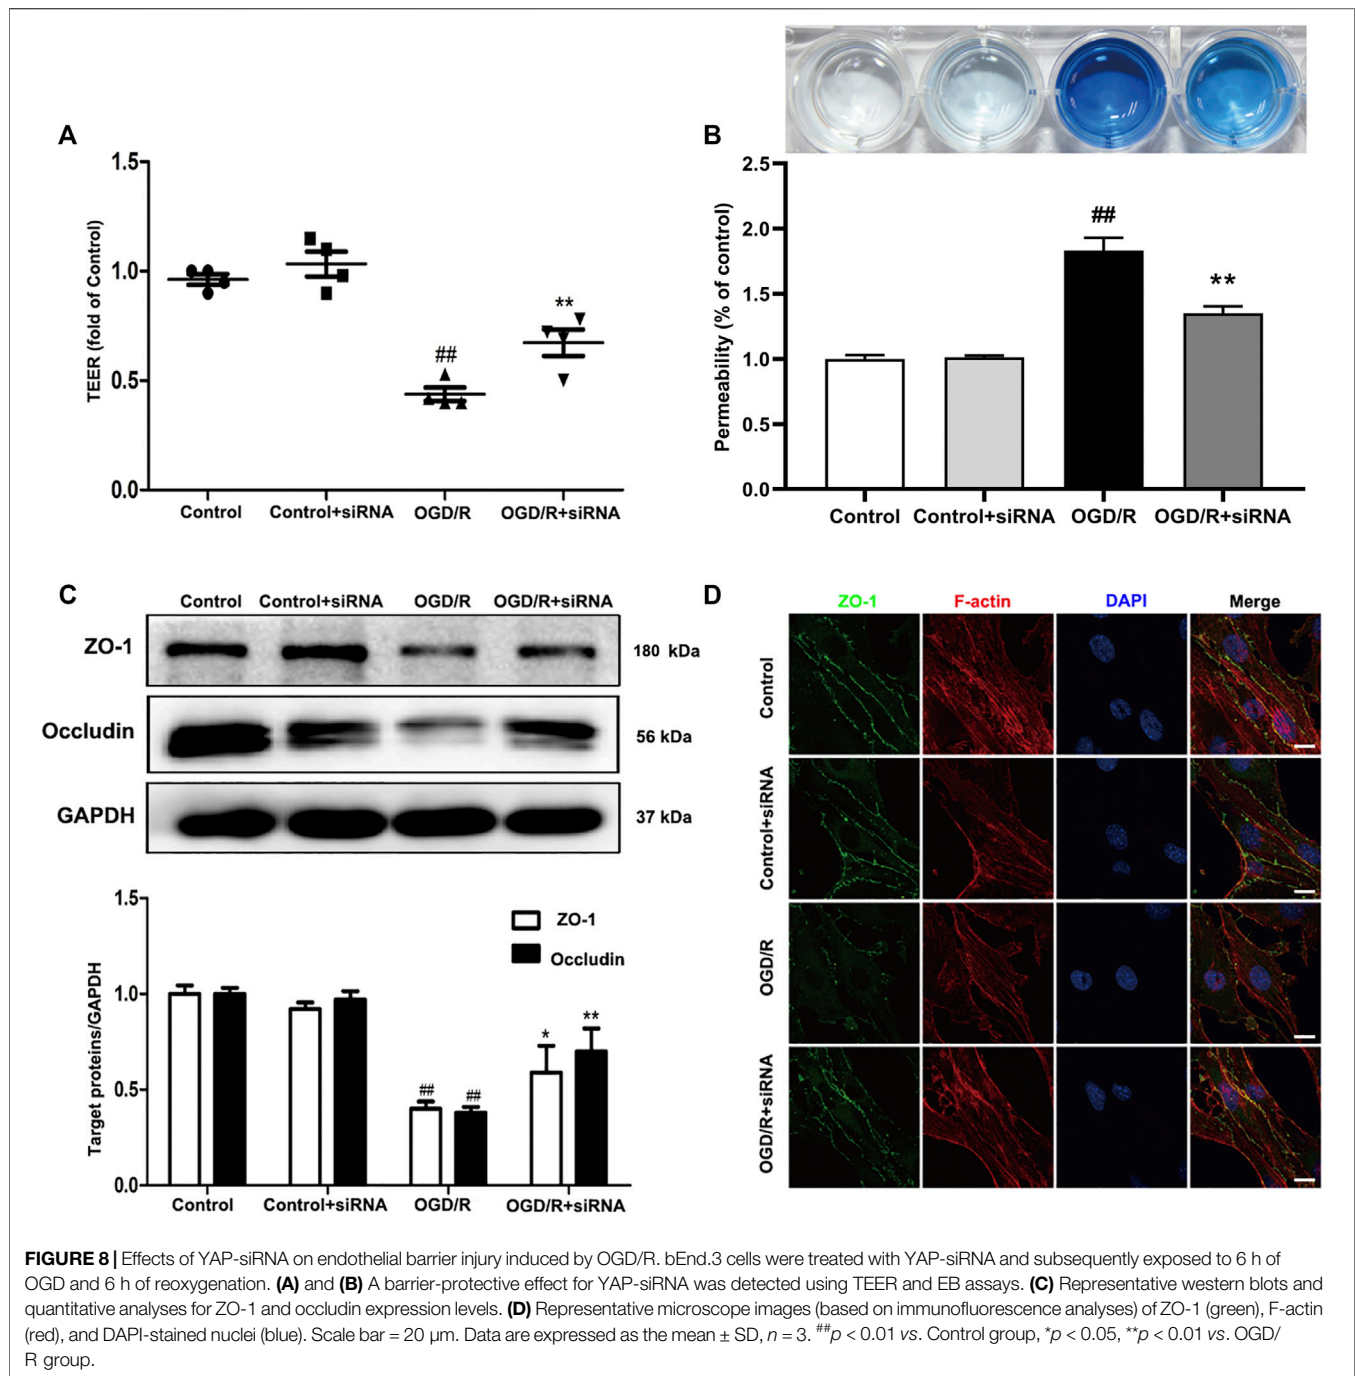 A
TEER (fold of Control)
1.5
1.0
0.5
0.0
##
**
Control
Control+siRNA
OGD/R
OGD/R+siRNA
B
Permeability (% of control)
2.5
2.0
1.5
1.0
0.5
0.0
##
**
Control
Control+siRNA
OGD/R
OGD/R+siRNA
C
Control
Control+siRNA
OGD/R
OGD/R+siRNA
ZO-1
180 kDa
Occludin
56 kDa
GAPDH
37 kDa
Target proteins/GAPDH
1.5
1.0
0.5
0.0
ZO-1
Occludin
##
##
*
**
Control
Control+siRNA
OGD/R
OGD/R+siRNA
D
ZO-1
F-actin
DAPI
Merge
Control
Control+siRNA
OGD/R
OGD/R+siRNA
FIGURE 8 | Effects of YAP-siRNA on endothelial barrier injury induced by OGD/R. bEnd.3 cells were treated with YAP-siRNA and subsequently exposed to 6 h of
OGD and 6 h of reoxygenation. (A) and (B) A barrier-protective effect for YAP-siRNA was detected using TEER and EB assays. (C) Representative western blots and
quantitative analyses for ZO-1 and occludin expression levels. (D) Representative microscope images (based on immunofluorescence analyses) of ZO-1 (green), F-actin
(red), and DAPI-stained nuclei (blue). Scale bar = 20 μm. Data are expressed as the mean ± SD, n = 3. ##p < 0.01 vs. Control group, *p < 0.05, **p < 0.01 vs. OGD/
R group.